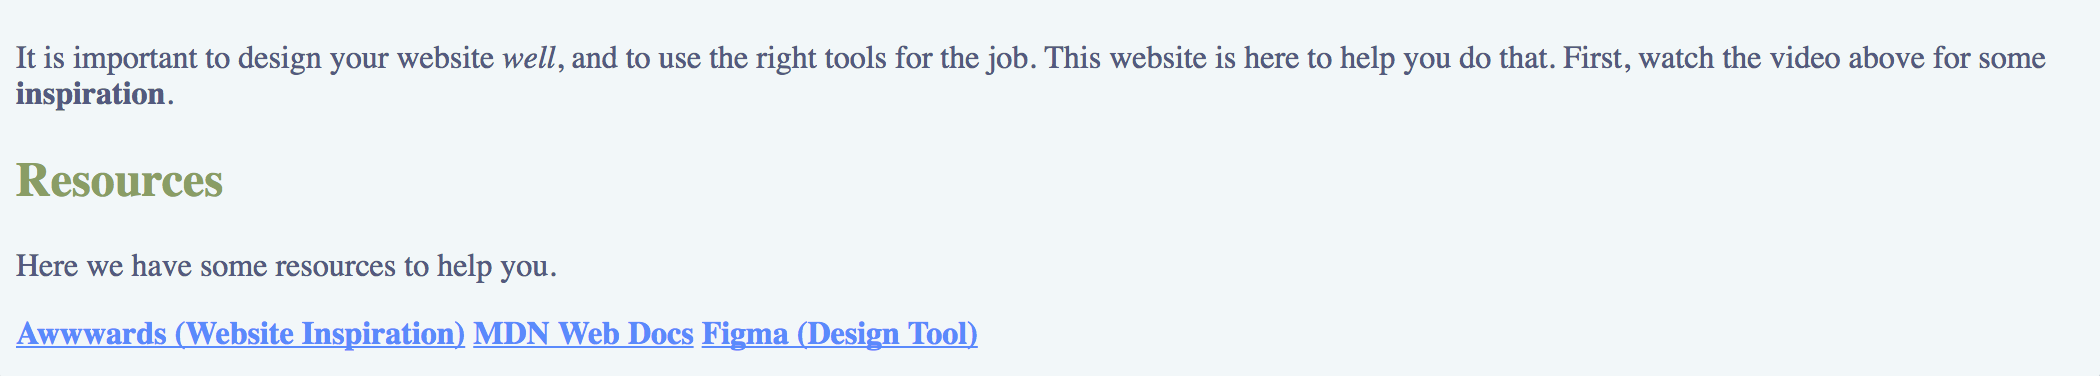 It is important to design your website well, and to use the right tools for the job. This website is here to help you do that. First, watch the video above for some
inspiration.
Resources
Here we have some resources to help you.
Awwwards (Website Inspiration) MDN Web Docs Figma (Design Tool)